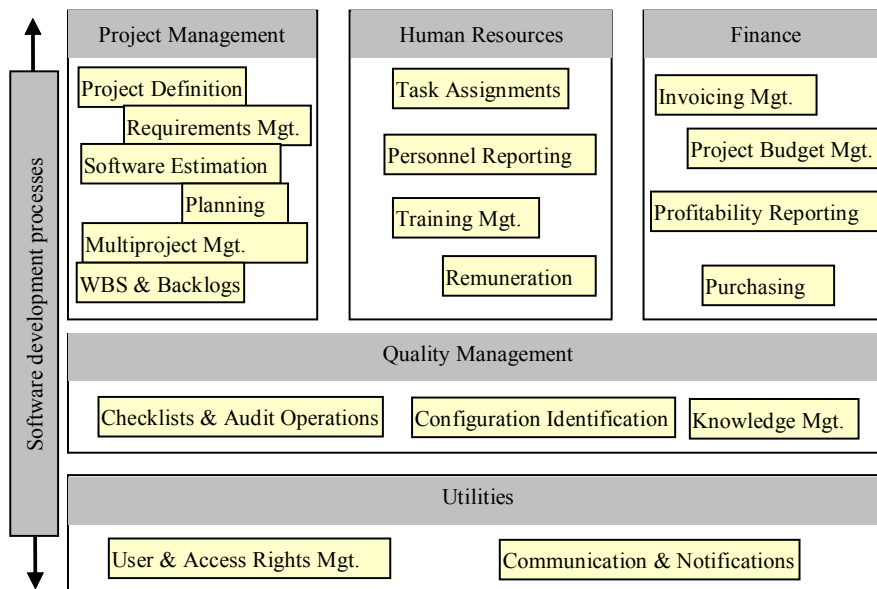 Software development processes
Project Management
Project Definition
Requirements Mgt.
Software Estimation
Planning
Multiproject Mgt.
WBS & Backlogs
Human Resources
Task Assignments
Personnel Reporting
Training Mgt.
Remuneration
Finance
Invoicing Mgt.
Project Budget Mgt.
Profitability Reporting
Purchasing
Quality Management
Checklists & Audit Operations
Configuration Identification
Knowledge Mgt.
Utilities
User & Access Rights Mgt.
Communication & Notifications